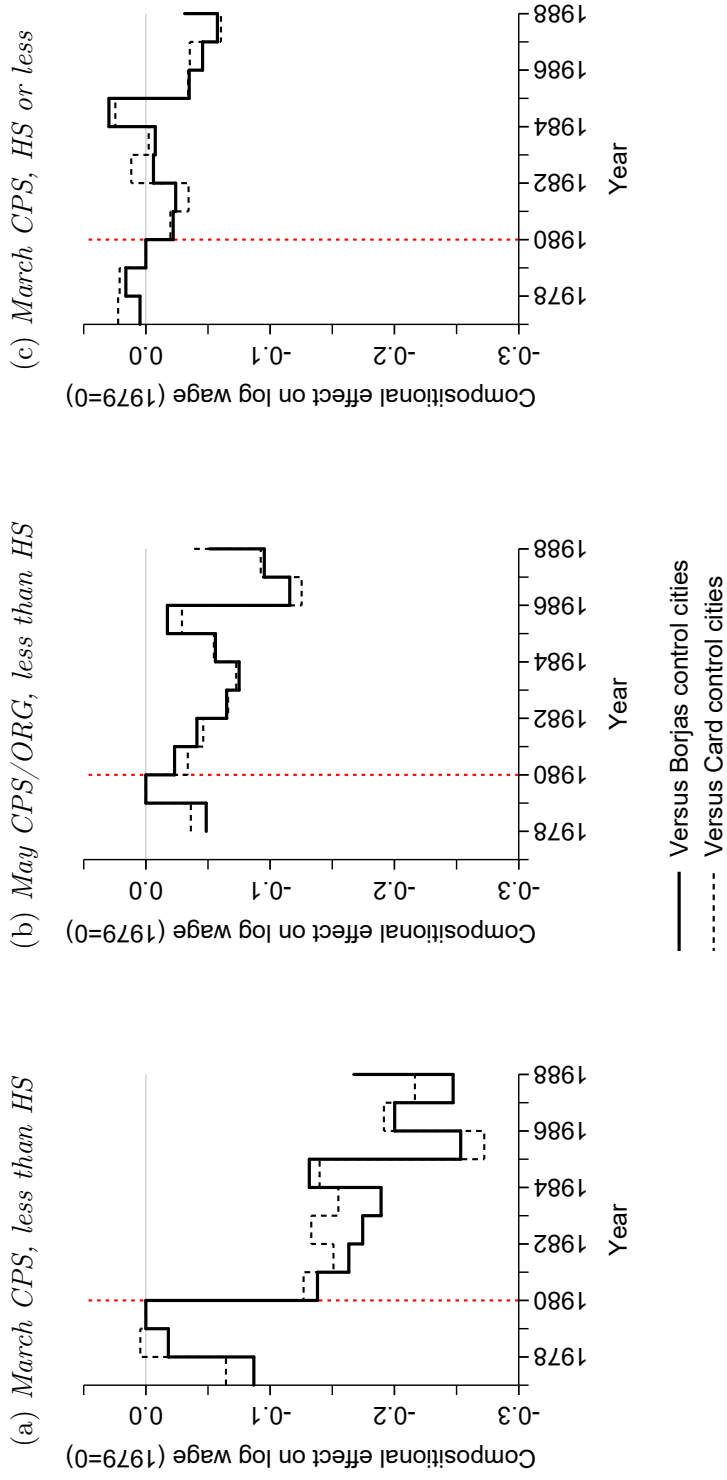 (a) March CPS, less than HS
Compositional effect on log wage (1979=0)
0.0
-0.1
-0.2
-0.3
1978
1980
1982
1984
1986
1988
Year
(b) May CPS/ORG, less than HS
Compositional effect on log wage (1979=0)
0.0
-0.1
-0.2
-0.3
1978
1980
1982
1984
1986
1988
Year
(c) March CPS, HS or less
Compositional effect on log wage (1979=0)
0.0
-0.1
-0.2
-0.3
1978
1980
1982
1984
1986
1988
Year
Versus Borjas control cities
Versus Card control cities